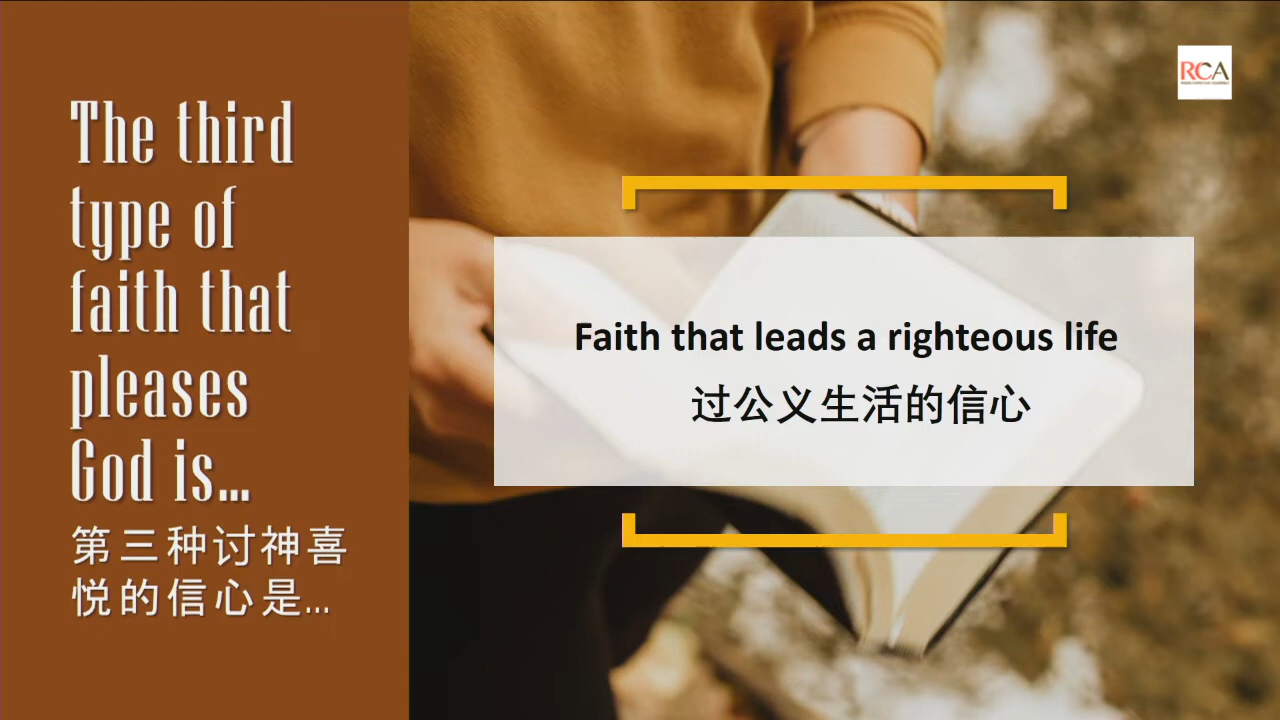 The third
type of
faith that
pleases
God is...
第三种讨神喜
悦的信心是...
RCA
Faith that leads a righteous life
过公义生活的信心